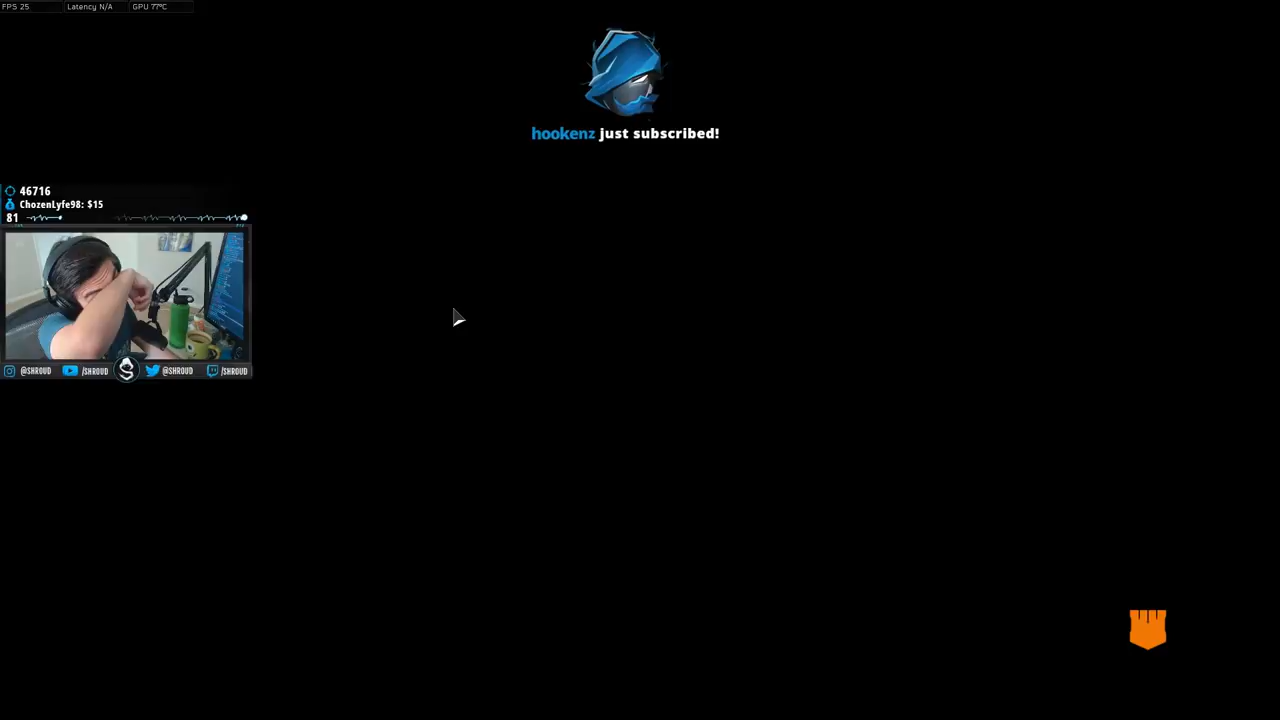 FPS 25 Latency N/A GPU 77°C
hookenz just subscribed!
46716
ChozenLyfe98: $15
81
@SHROUD /SHROUD @SHROUD /SHROUD